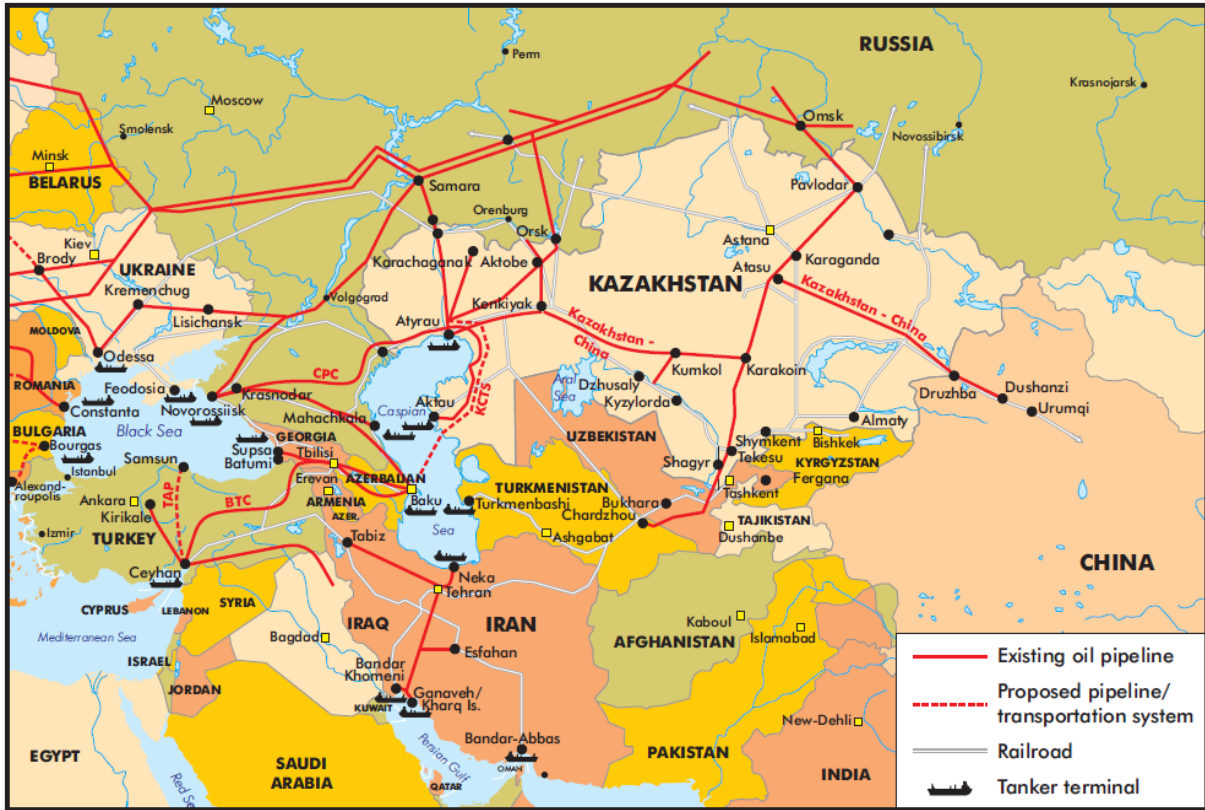 RUSSIA
Perm
Krasnojarsk
Moscow
Smolensk
Omsk
Novossibirsk
Minsk
BELARUS
Samara
Pavlodar
Orenburg
Orsk
Astana
Kiev
Brody
UKRAINE
Karachaganak
Aktobe
Karaganda
Atasu
KAZAKHSTAN
Kremenchug
Volgograd
Kenkiyak
Kazakhstan - China
Lisichansk
MOLDOVA
Atyrau
Kazakhstan -
China
Odessa
ROMANIA
Feodosia
CPC
KCTS
Aral
Sea
Dzhusaly
Kumkol
Karakoin
Dushanzi
Druzhba
Urumqi
Constanta
Novorossiisk
Krasnodar
Aktau
Kyzylorda
Mahachkala
Caspian
Almaty
BULGARIA
Black Sea
GEORGIA
UZBEKISTAN
Shymkent
Bishkek
Bourgas
Supsa
Batumi
Tbilisi
Tekesu
KYRGYZSTAN
Istanbul
Samsun
Shagyr
Fergana
Erevan
AZERBAIJAN
TURKMENISTAN
Alexand-
roupolis
Ankara
TAP
BTC
ARMENIA
Baku
Turkmenbashi
Bukhara
Tashkent
Kirikale
AZER.
Chardzhou
TAJIKISTAN
Izmir
TURKEY
Tabiz
Sea
Ashgabat
Dushanbe
CHINA
Ceyhan
Neka
Tehran
CYPRUS
LEBANON
SYRIA
IRAQ
IRAN
Kaboul
AFGHANISTAN
Islamabad
Mediterranean Sea
Bagdad
Esfahan
ISRAEL
Bandar
Khomeni
JORDAN
KUWAIT
Ganaveh/
Kharq Is.
New-Dehli
EGYPT
Bandar-Abbas
PAKISTAN
INDIA
SAUDI
ARABIA
Persian Gulf
OMAN
QATAR
Red Se
Existing oil pipeline
Proposed pipeline/
transportation system
Railroad
Tanker terminal